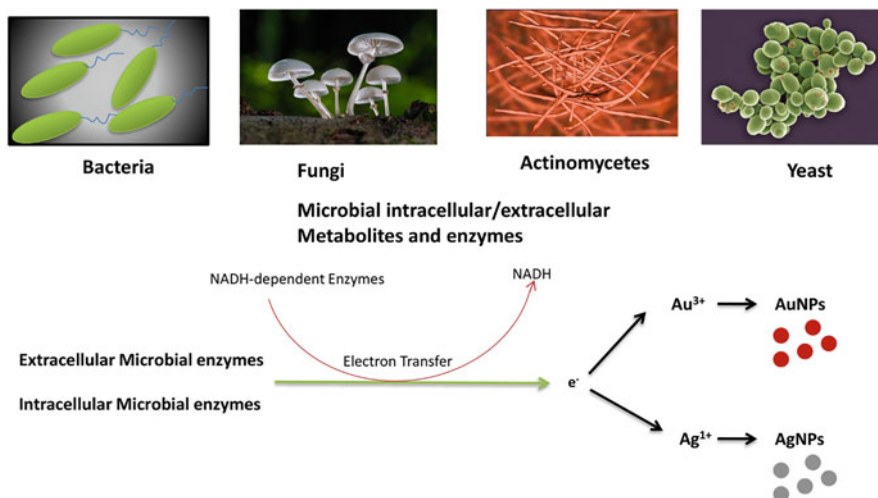 Bacteria
Fungi
Actinomycetes
Yeast
Microbial intracellular/extracellular
Metabolites and enzymes
NADH-dependent Enzymes
NADH
Au³⁺
AuNPs
Extracellular Microbial enzymes
Electron Transfer
e⁻
Intracellular Microbial enzymes
Ag¹⁺
AgNPs